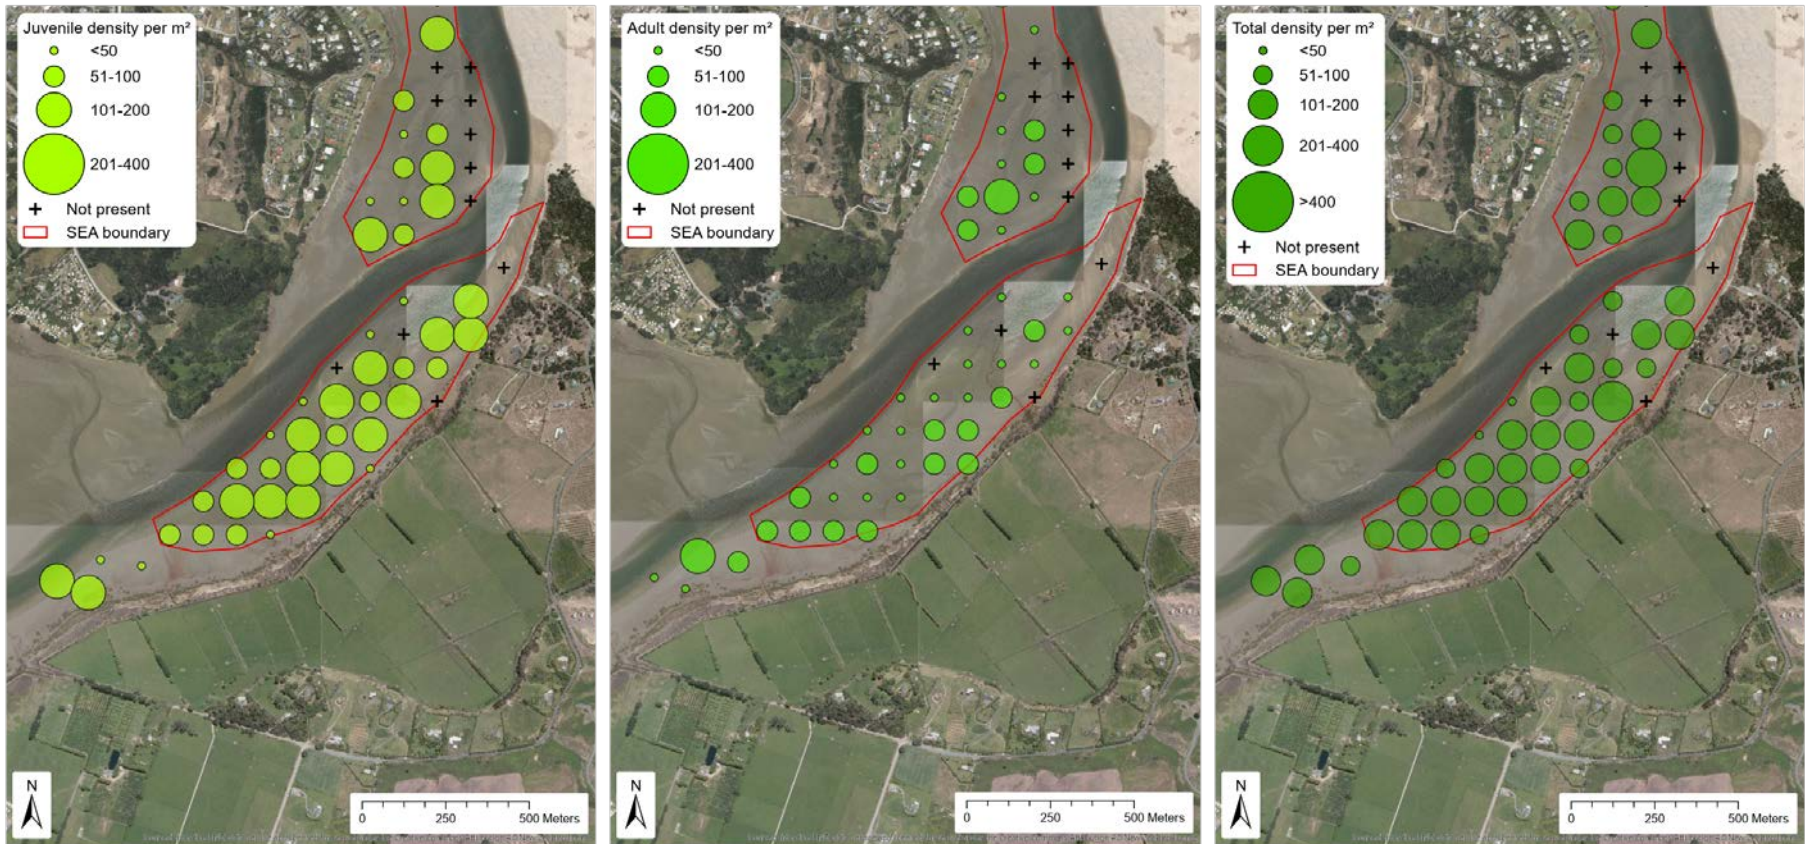 Juvenile density per m²
<50
51-100
101-200
201-400
Not present
SEA boundary
N
0 250 500 Meters
Adult density per m²
<50
51-100
101-200
201-400
Not present
SEA boundary
N
0 250 500 Meters
Total density per m²
<50
51-100
101-200
201-400
>400
Not present
SEA boundary
N
0 250 500 Meters